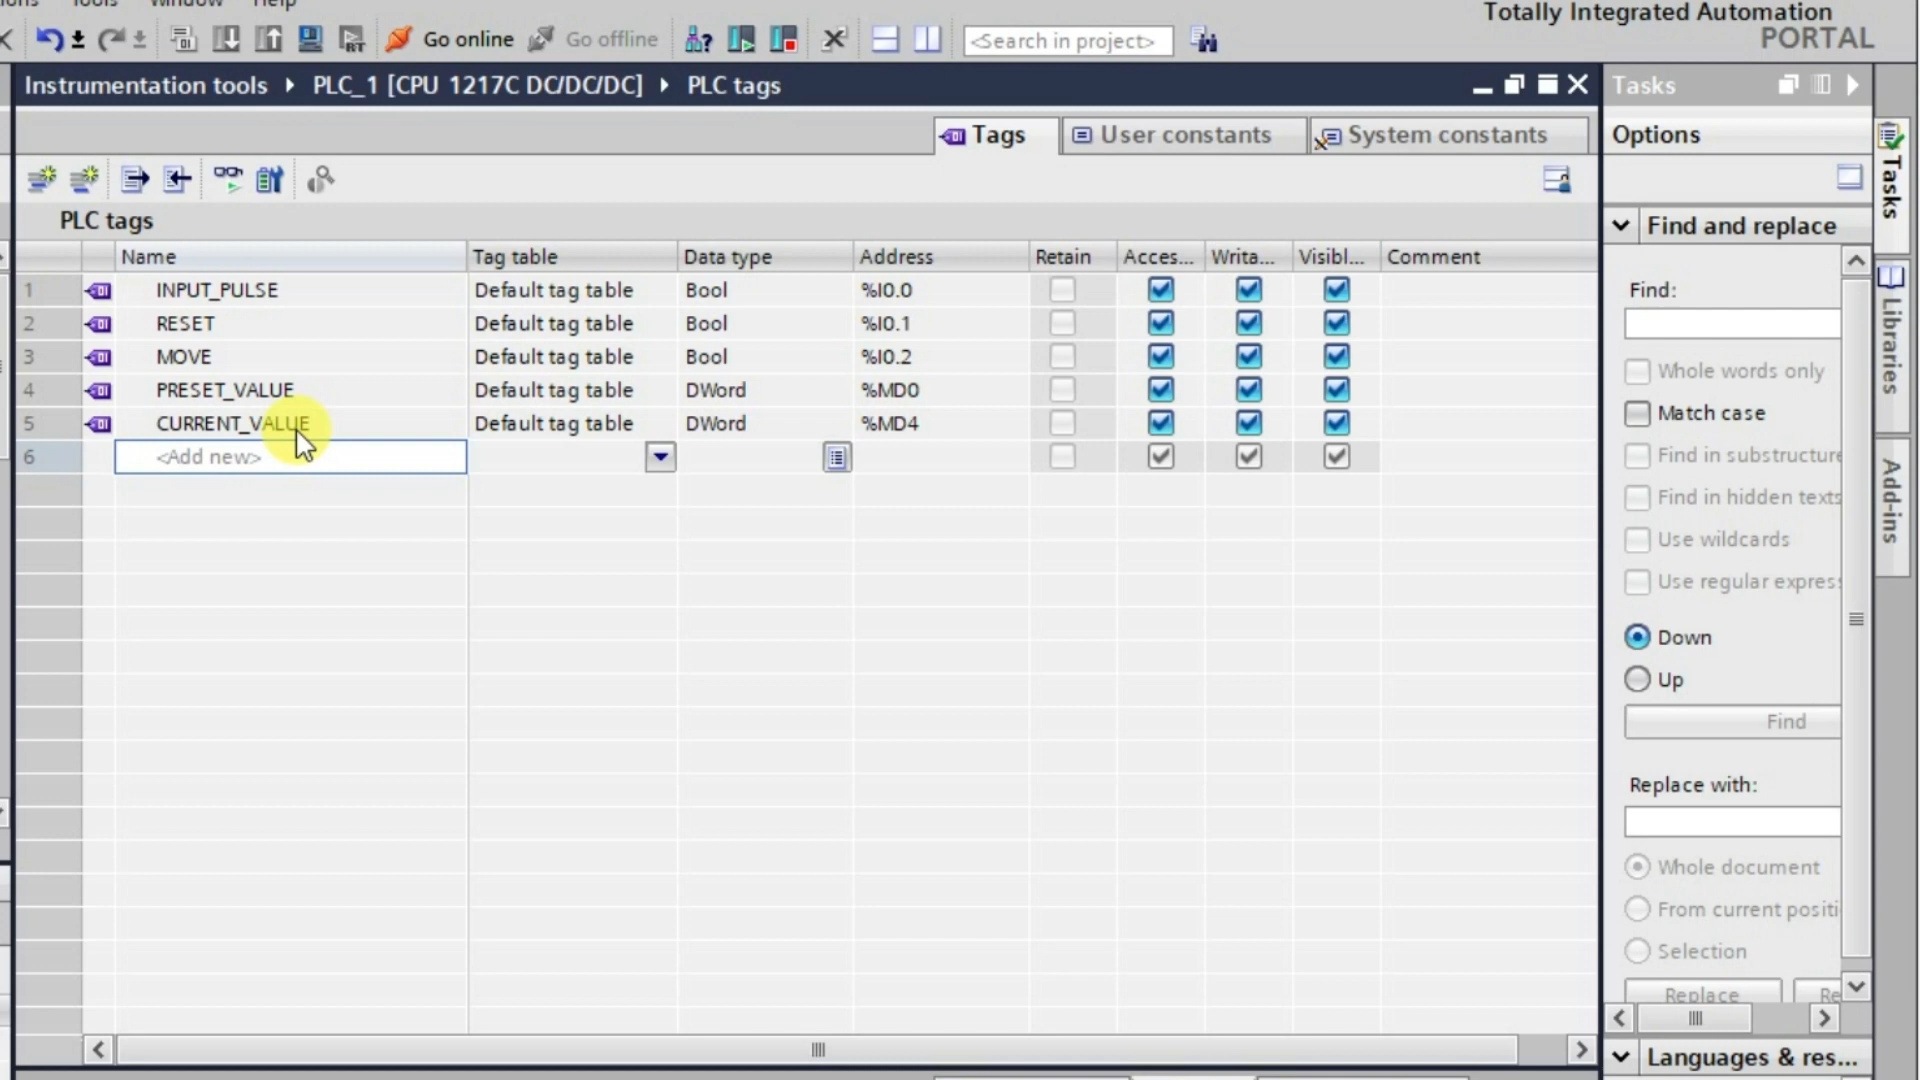 Tools Window Help
Totally Integrated Automation
PORTAL
Go online Go offline <Search in project>
Instrumentation tools PLC_1 [CPU 1217C DC/DC/DC] PLC tags
Tasks
Tags User constants System constants
Options
PLC tags
Find and replace
Name Tag table Data type Address Retain Acces... Writa... Visibl... Comment
1 INPUT_PULSE Default tag table Bool %I0.0
2 RESET Default tag table Bool %I0.1
3 MOVE Default tag table Bool %I0.2
4 PRESET_VALUE Default tag table DWord %MD0
5 CURRENT_VALUE Default tag table DWord %MD4
6 <Add new>
Find:
Whole words only
Match case
Find in substructure
Find in hidden texts
Use wildcards
Use regular express
Down
Up
Find
Replace with:
Whole document
From current positi
Selection
Replace Re
Languages & res...
Tasks
Libraries
Add-ins